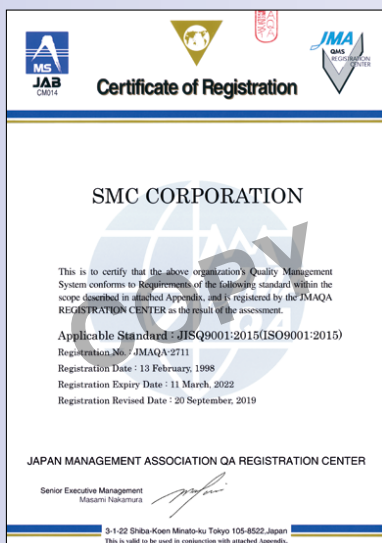 MS
JAB
CM014
JMA
QMS
REGISTRATION
CENTER
Certificate of Registration
SMC CORPORATION
COPY
This is to certify that the above organization's Quality Management
System conforms to Requirements of the following standard within the
scope described in attached Appendix, and is registered by the JMAQA
REGISTRATION CENTER as the result of the assessment.
Applicable Standard : JISQ9001:2015(ISO9001:2015)
Registration No. : JMAQA-2711
Registration Date : 13 February, 1998
Registration Expiry Date : 11 March, 2022
Registration Revised Date : 20 September, 2019
JAPAN MANAGEMENT ASSOCIATION QA REGISTRATION CENTER
Senior Executive Management
Masami Nakamura
3-1-22 Shiba-Koen Minato-ku Tokyo 105-8522,Japan
This is valid to be used in conjunction with attached Appendix.